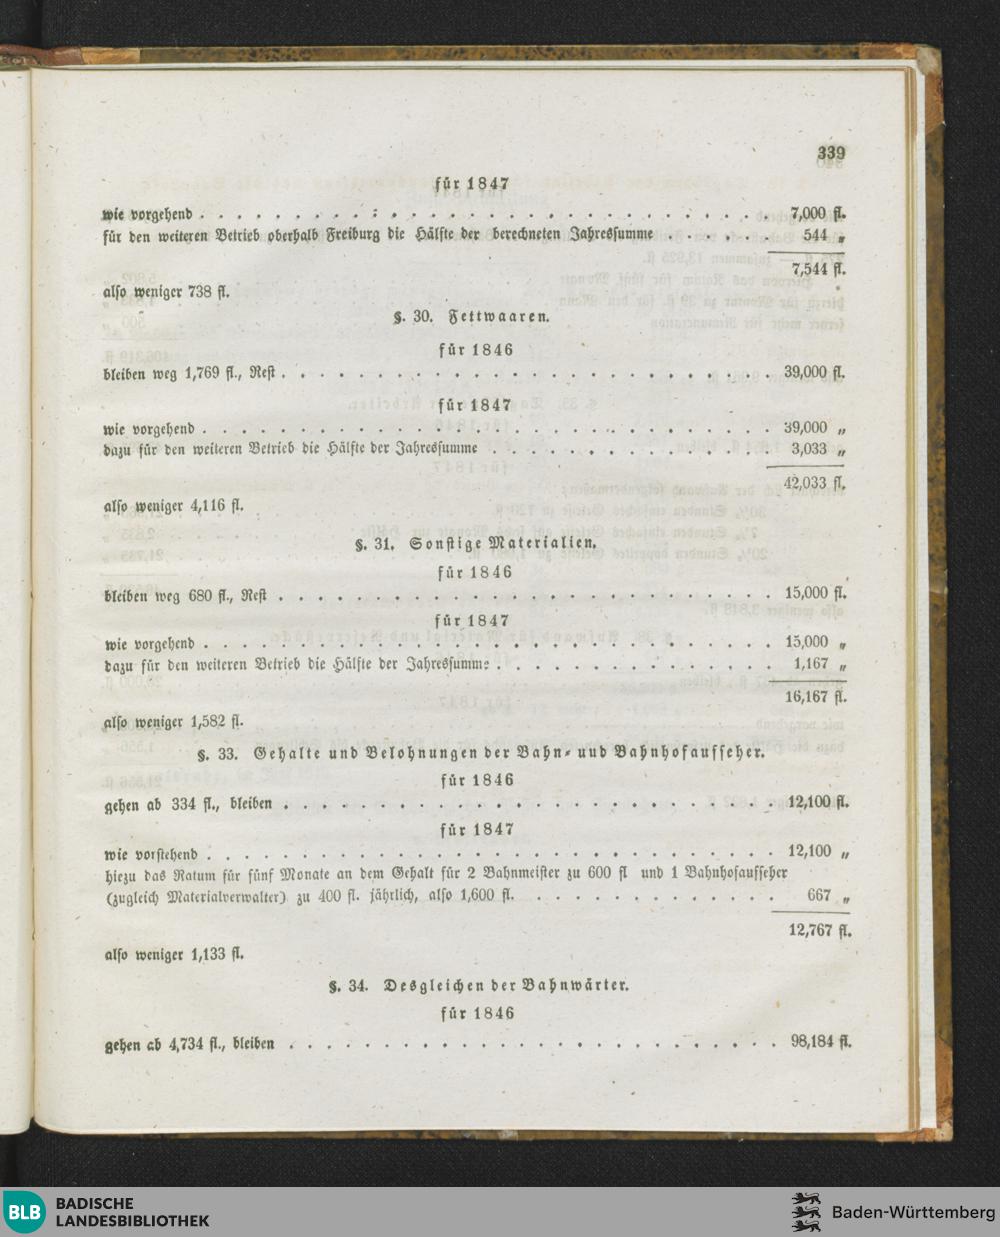 339
für 1847
wie vorgehend . . . . . . . . . . . . . . . . . . . . . . . . . . . . . . 7,000 fl.
für den weiteren Betrieb oberhalb Freiburg die Hälfte der berechneten Jahressumme . . . . . . 544 „
7,544 fl.
also weniger 738 fl.
§. 30. Fettwaaren.
für 1846
bleiben weg 1,769 fl., Rest . . . . . . . . . . . . . . . . . . . . . . . . . . 39,000 fl.
für 1847
wie vorgehend . . . . . . . . . . . . . . . . . . . . . . . . . . . . . . 39,000 „
dazu für den weiteren Betrieb die Hälfte der Jahressumme . . . . . . . . . . . . . . . 3,033 „
42,033 fl.
also weniger 4,116 fl.
§. 31. Sonstige Materialien.
für 1846
bleiben weg 680 fl., Rest . . . . . . . . . . . . . . . . . . . . . . . . . . 15,000 fl.
für 1847
wie vorgehend . . . . . . . . . . . . . . . . . . . . . . . . . . . . . . 15,000 „
dazu für den weiteren Betrieb die Hälfte der Jahressumme . . . . . . . . . . . . . . . 1,167 „
16,167 fl.
also weniger 1,582 fl.
§. 33. Gehalte und Belohnungen der Bahn- uud Bahnhofaufseher.
für 1846
gehen ab 334 fl., bleiben . . . . . . . . . . . . . . . . . . . . . . . . . . 12,100 fl.
für 1847
wie vorstehend . . . . . . . . . . . . . . . . . . . . . . . . . . . . . . 12,100 „
hiezu das Ratum für fünf Monate an dem Gehalt für 2 Bahnmeister zu 600 fl und 1 Bahnhofaufseher
(zugleich Materialverwalter) zu 400 fl. jährlich, also 1,600 fl. . . . . . . . . . . . . . 667 „
12,767 fl.
also weniger 1,133 fl.
§. 34. Desgleichen der Bahnwärter.
für 1846
gehen ab 4,734 fl., bleiben . . . . . . . . . . . . . . . . . . . . . . . . . . 98,184 fl.
BLB BADISCHE
LANDESBIBLIOTHEK
Baden-Württemberg